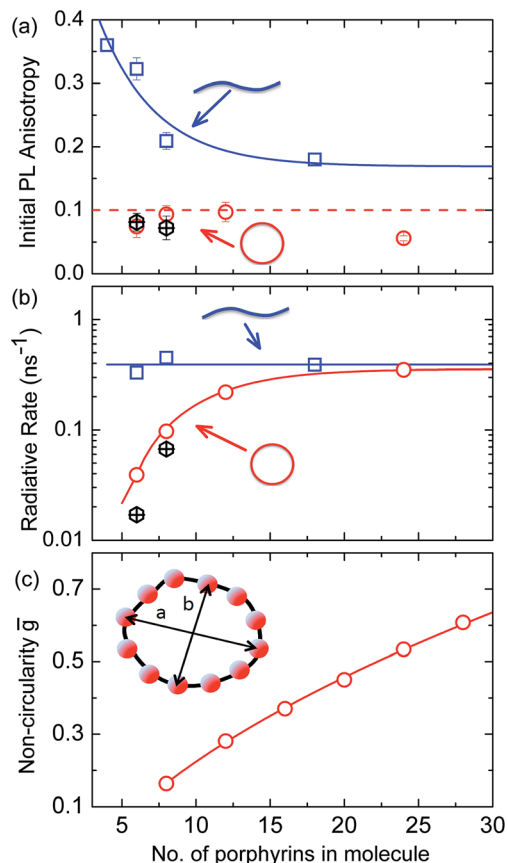 (a)
0.4
0.3
0.2
0.1
0.0
Initial PL Anisotropy
(b)
1
0.1
0.01
Radiative Rate (ns⁻¹)
(c)
0.7
0.5
0.3
0.1
Non-circularity g̅
a
b
5 10 15 20 25 30
No. of porphyrins in molecule